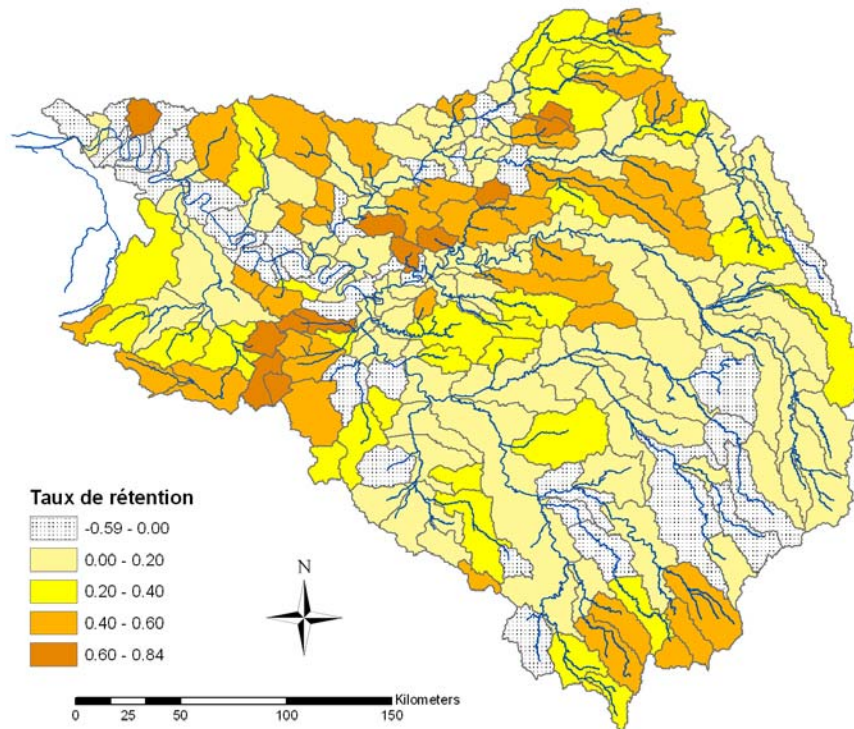 Taux de rétention
-0.59 - 0.00
0.00 - 0.20
0.20 - 0.40
0.40 - 0.60
0.60 - 0.84
N
Kilometers
0 25 50 100 150